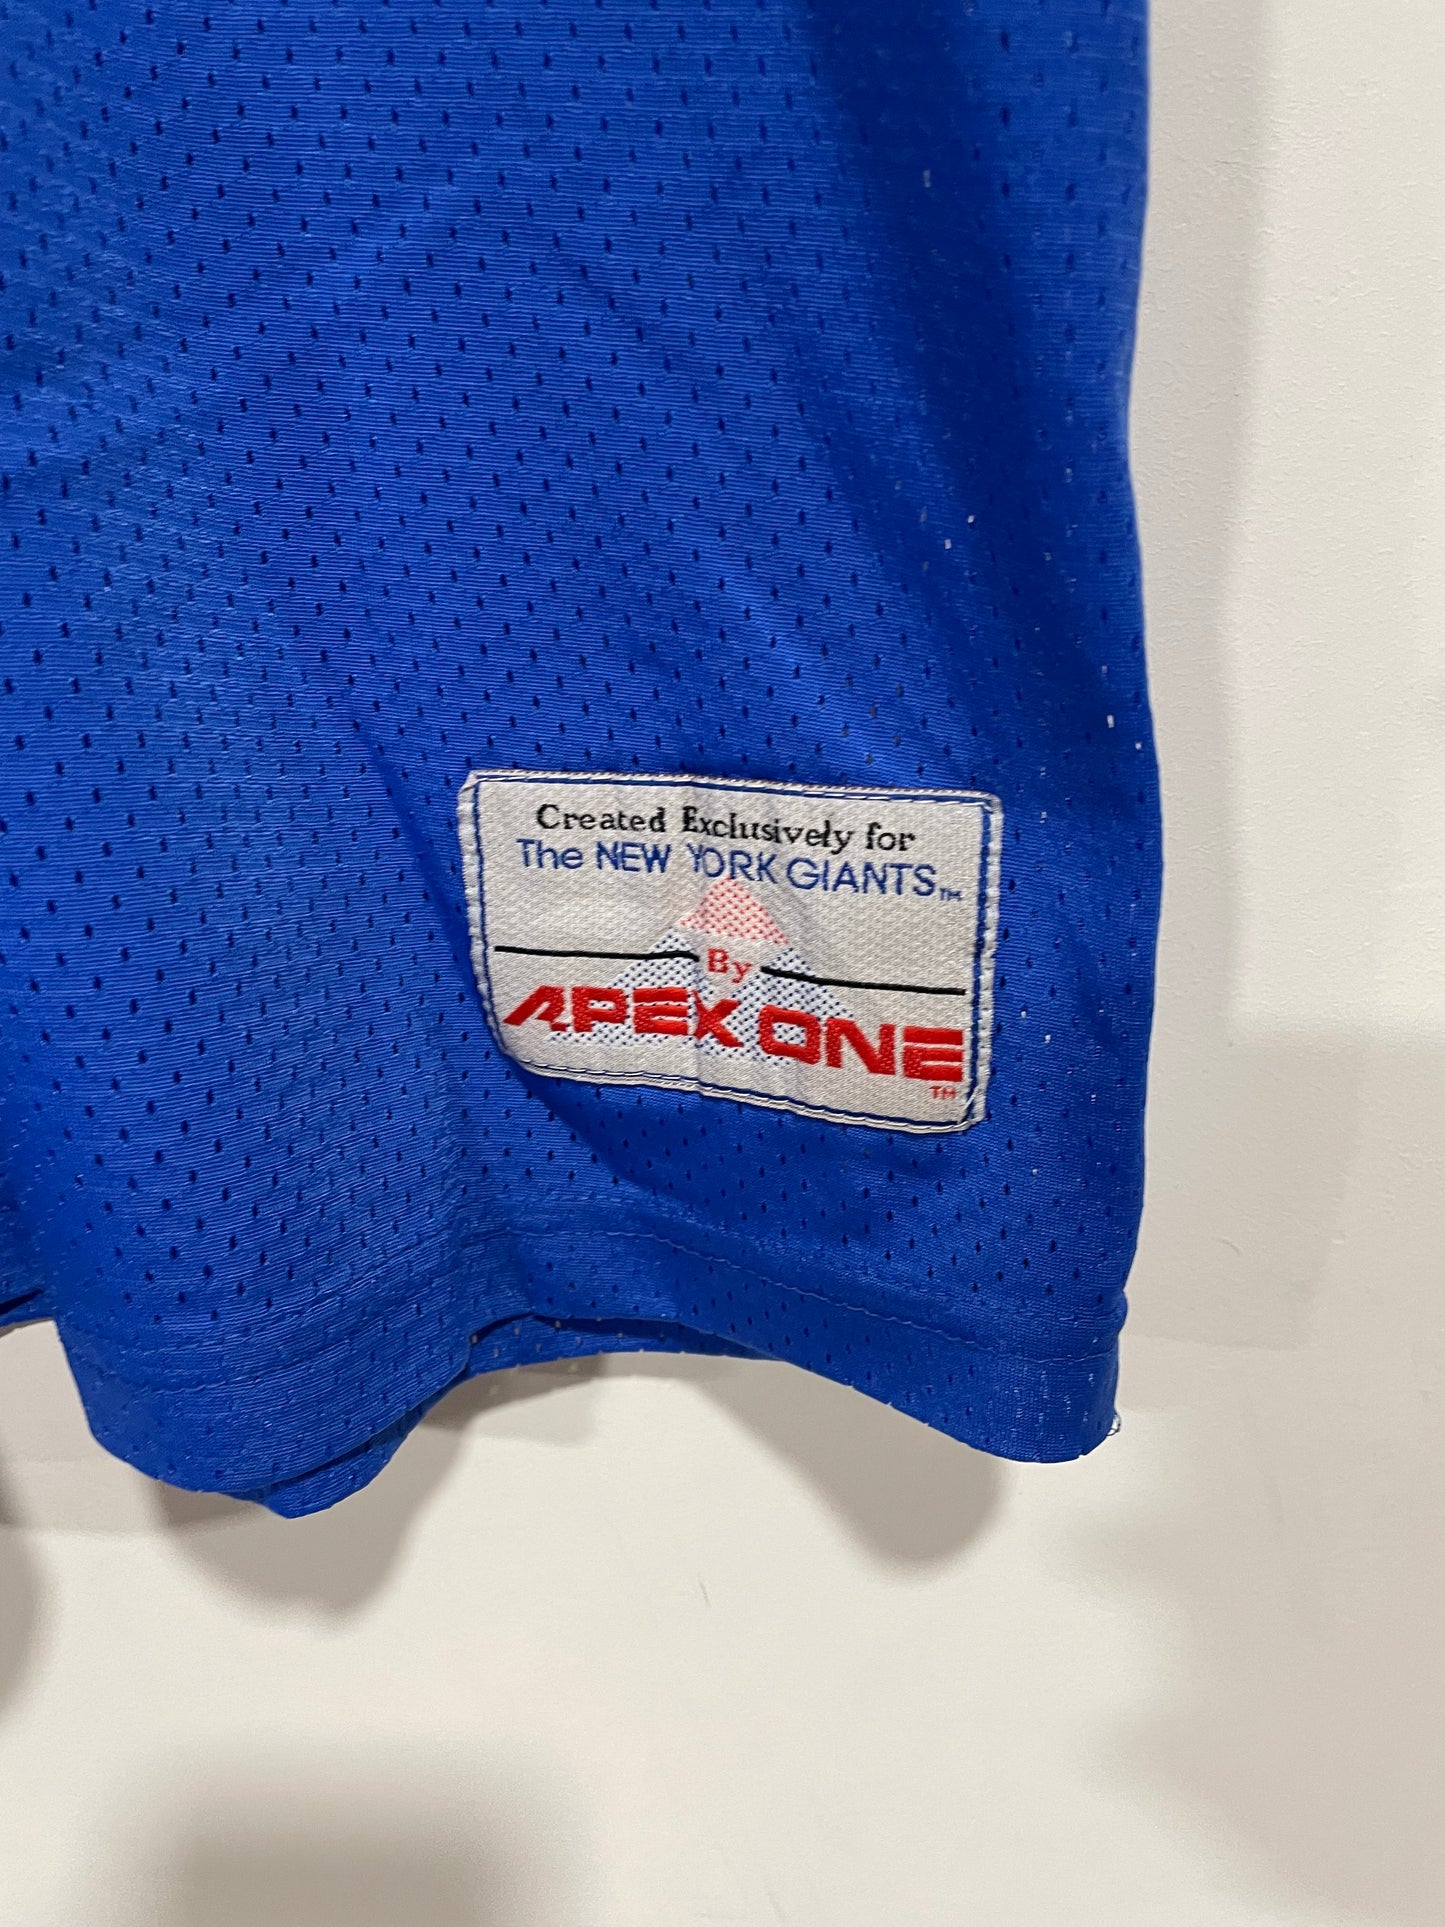 Created Exclusively for
The NEW YORK GIANTS™
By
APEX ONE
™